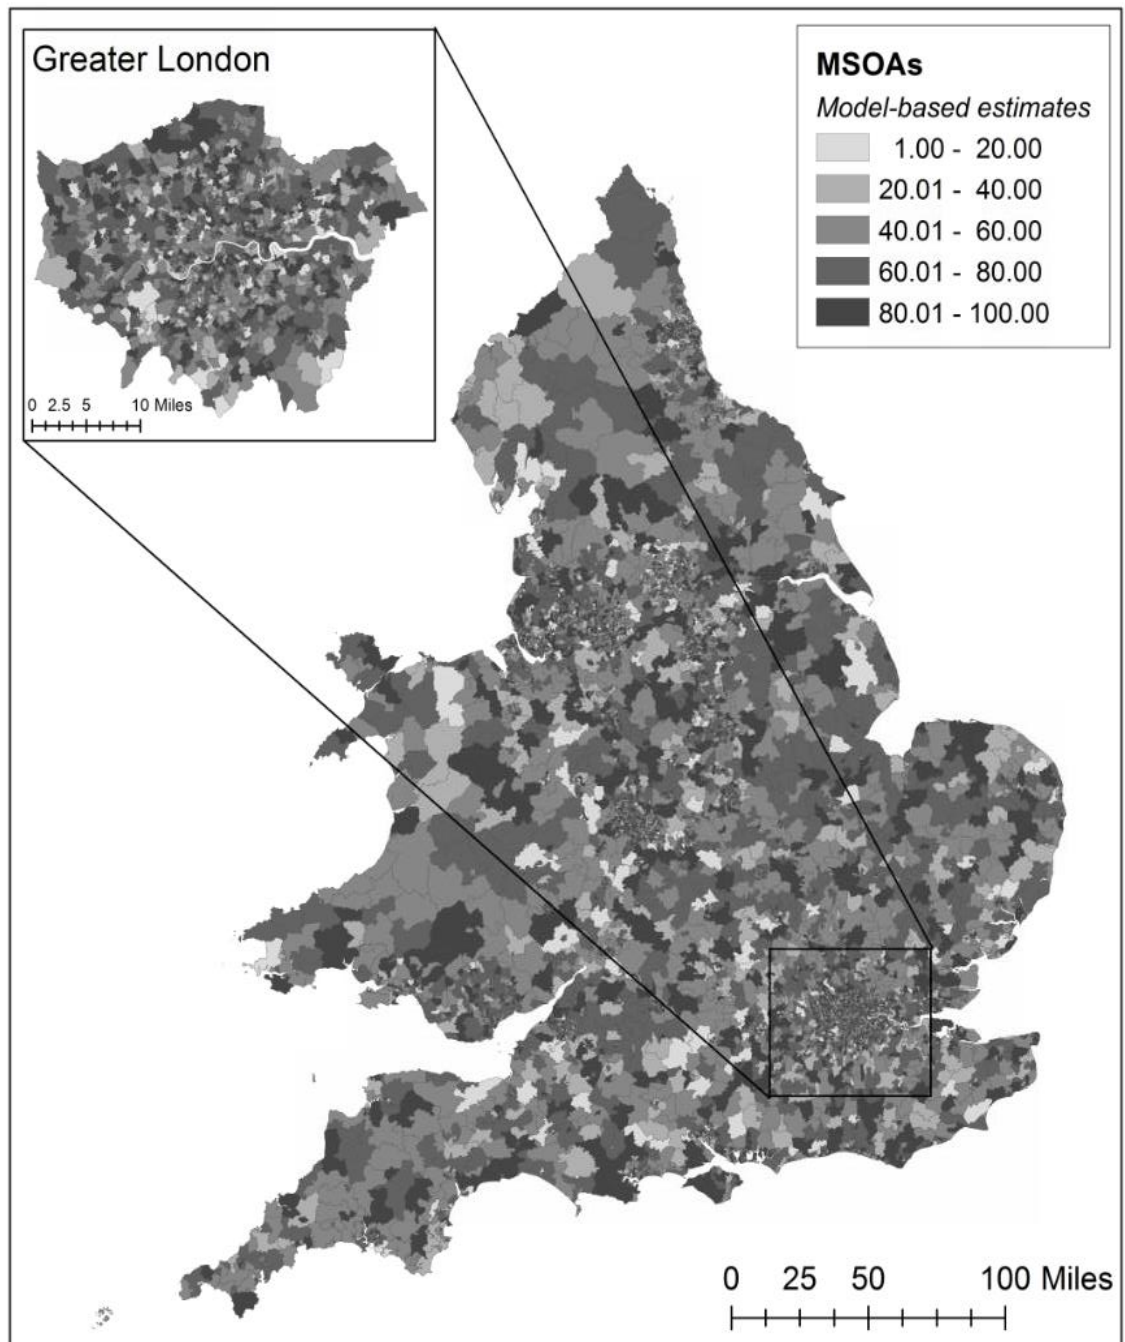 Greater London
0 2.5 5 10 Miles
MSOAs
Model-based estimates
1.00 - 20.00
20.01 - 40.00
40.01 - 60.00
60.01 - 80.00
80.01 - 100.00
0 25 50 100 Miles